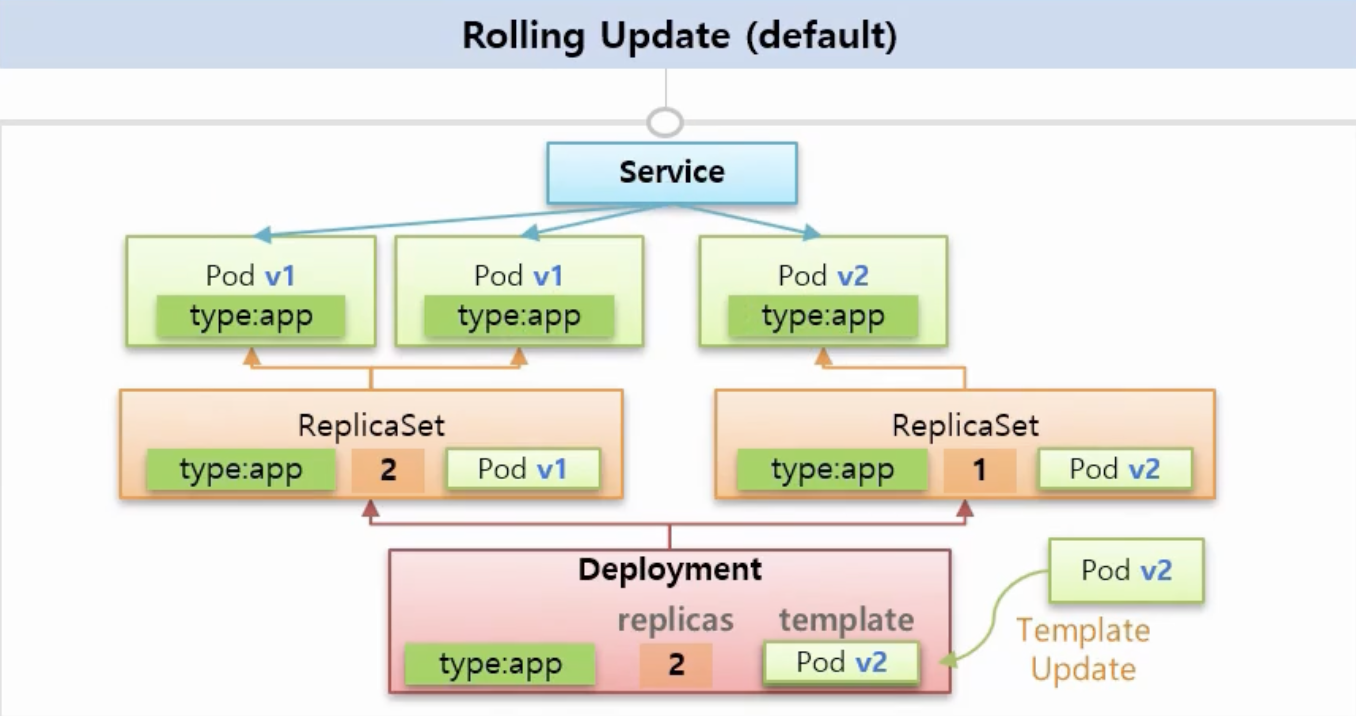 Rolling Update (default)
Service
Pod v1
type:app
Pod v1
type:app
Pod v2
type:app
ReplicaSet
type:app 2 Pod v1
ReplicaSet
type:app 1 Pod v2
Deployment
replicas template
type:app 2 Pod v2
Pod v2
Template
Update